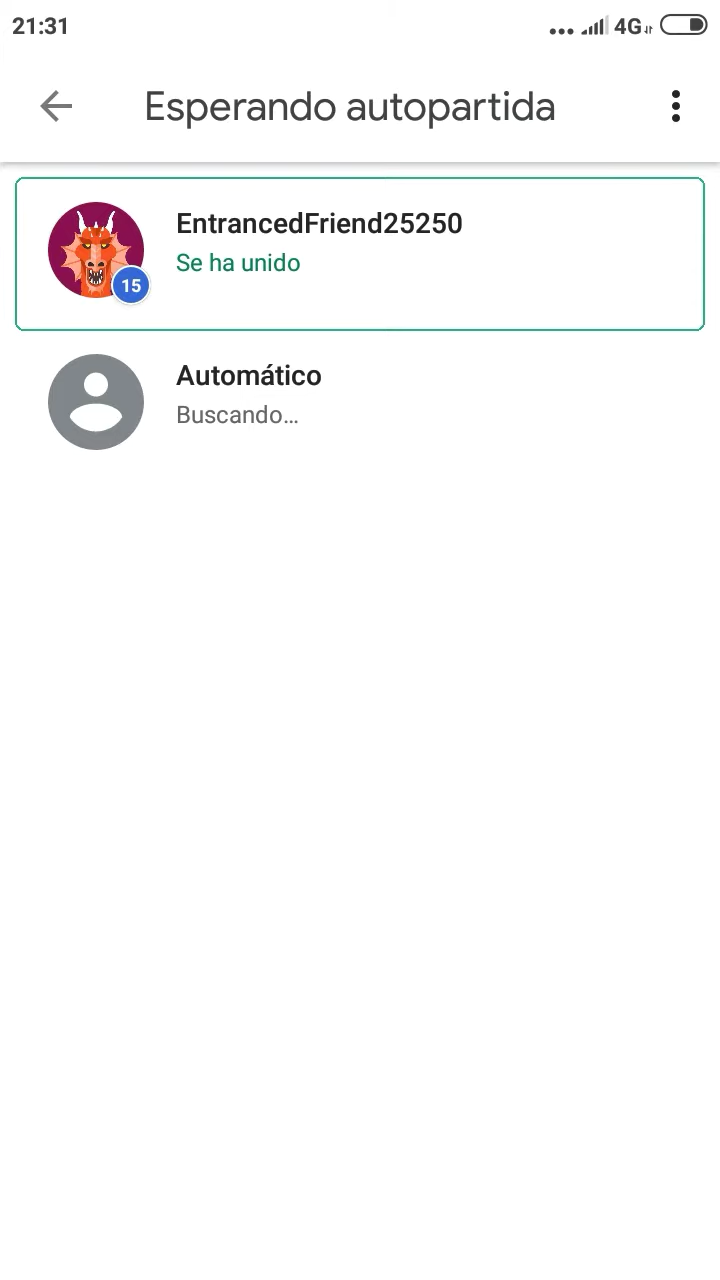 21:31
4G
Esperando autopartida
EntrancedFriend25250
Se ha unido
15
Automático
Buscando...